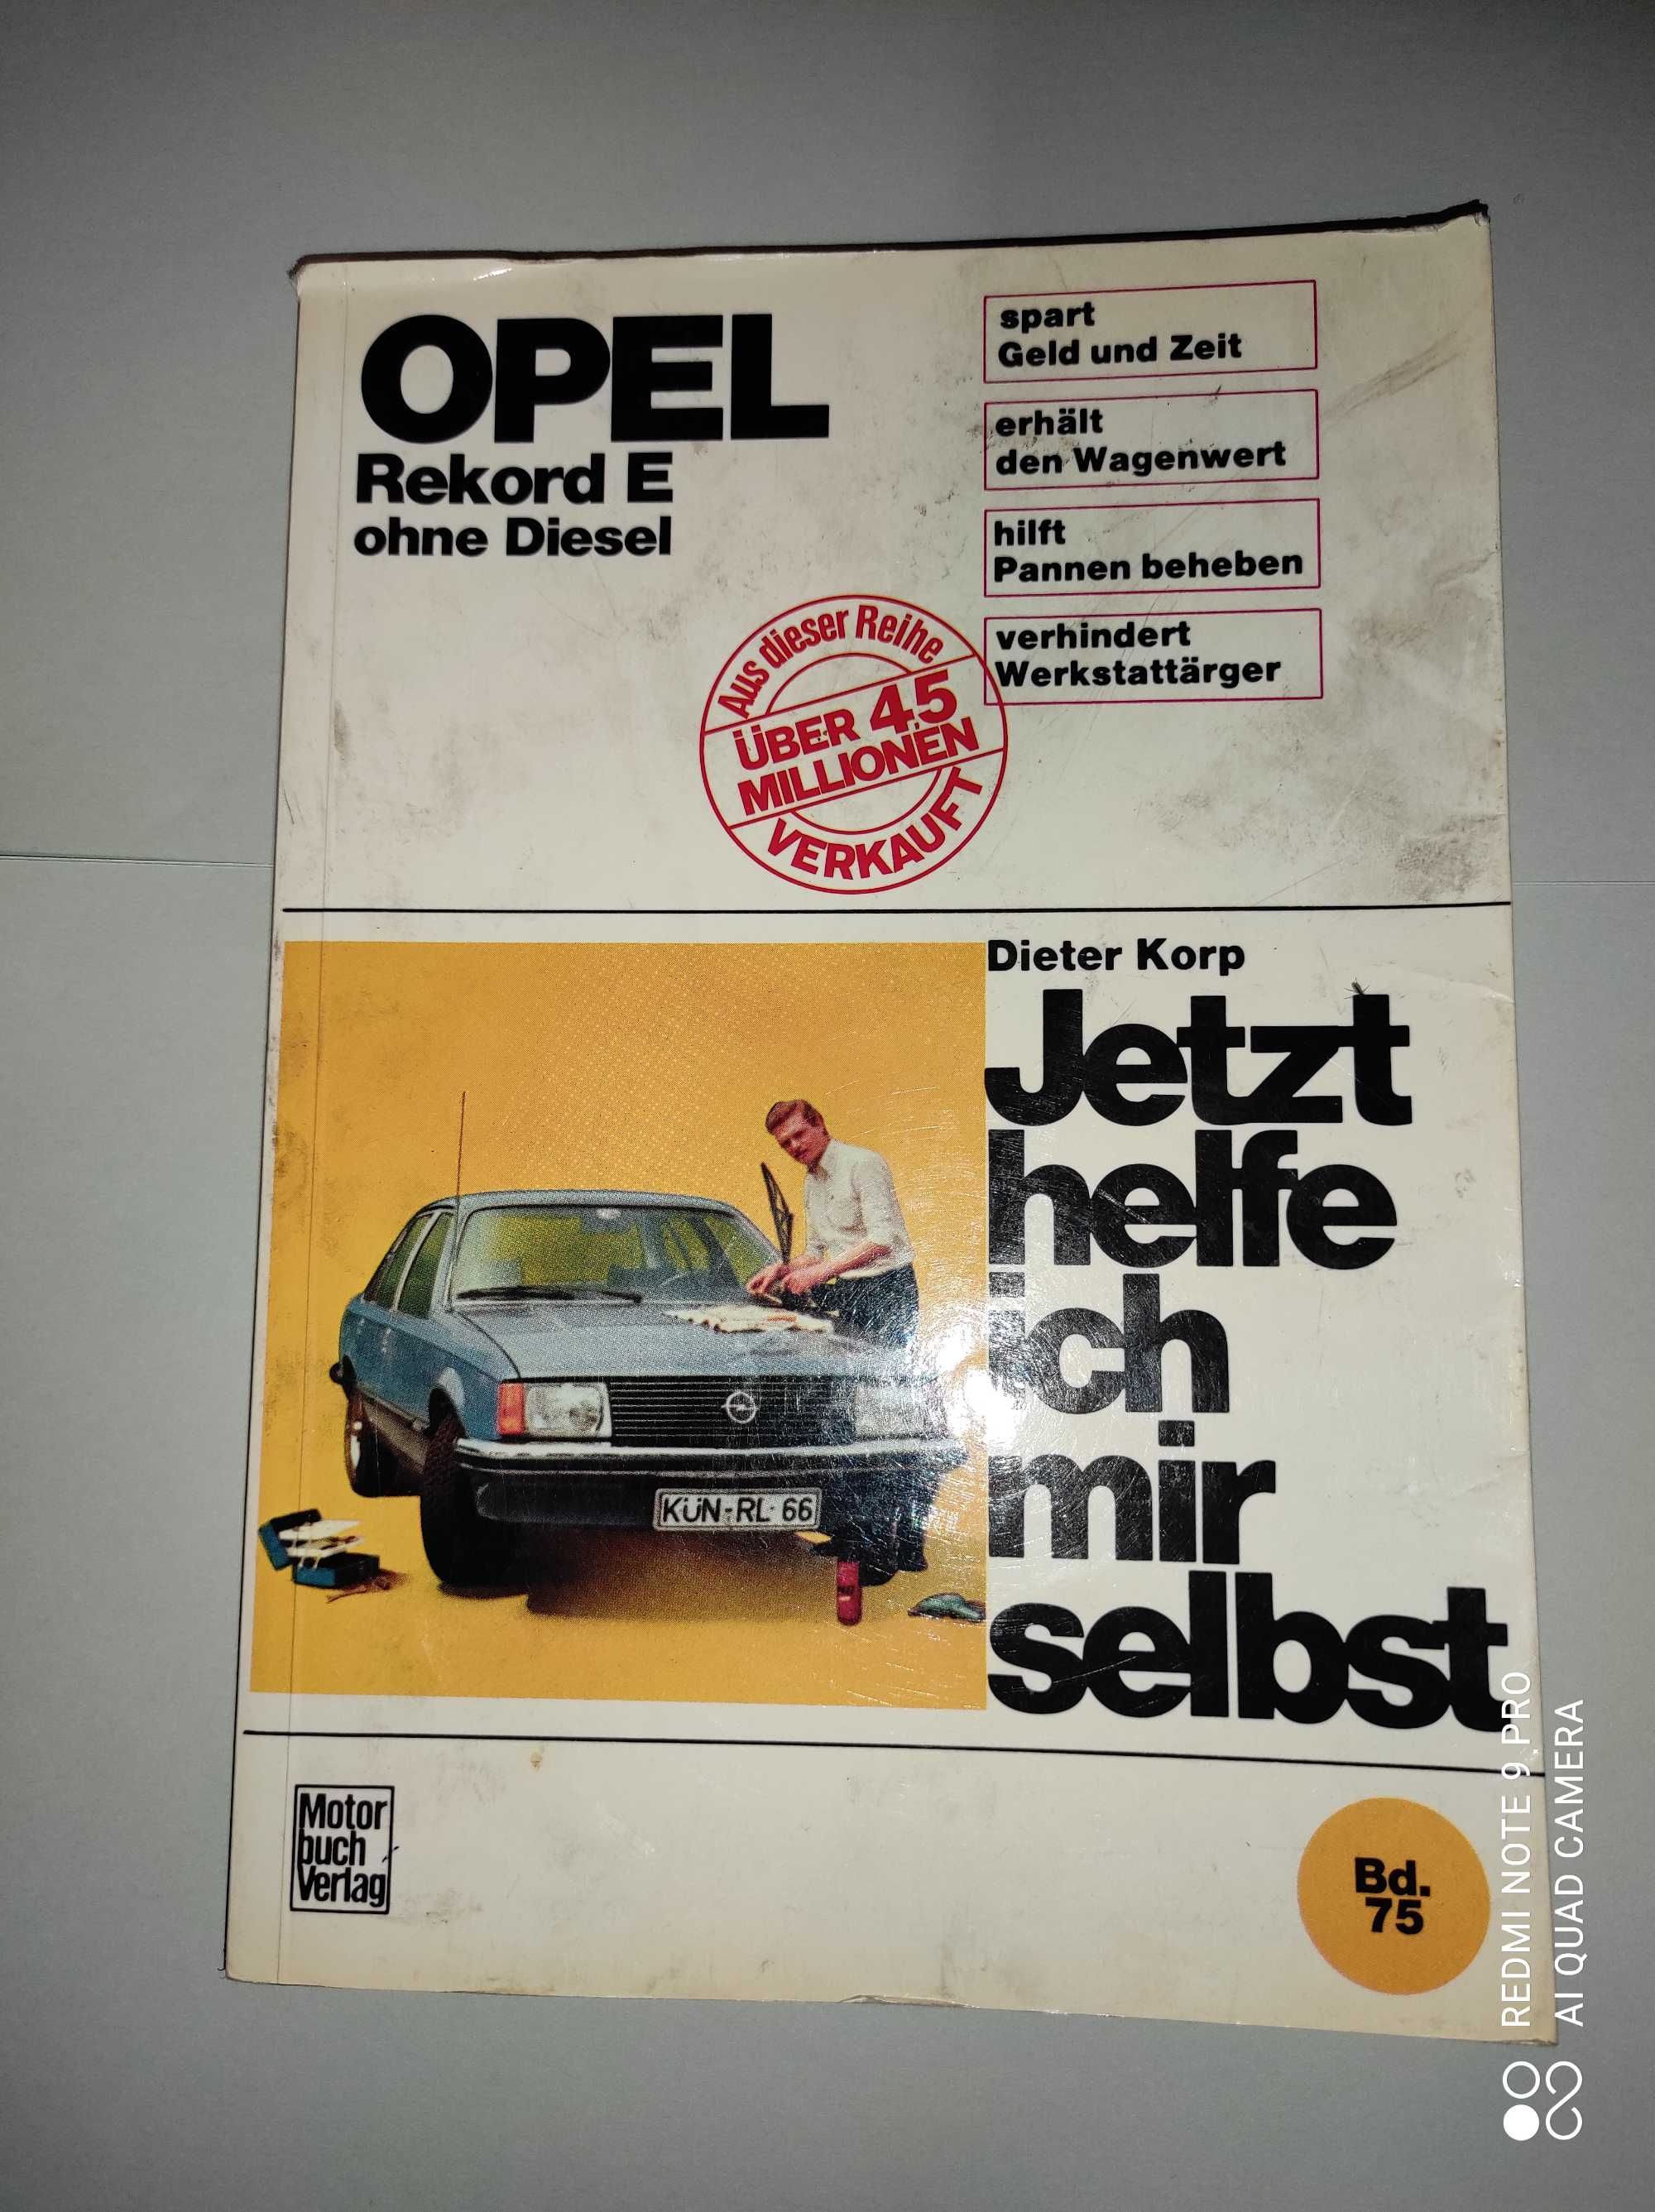 OPEL
Rekord E
ohne Diesel
spart
Geld und Zeit
erhält
den Wagenwert
hilft
Pannen beheben
verhindert
Werkstattärger
Aus dieser Reihe
ÜBER 4,5
MILLIONEN
VERKAUFT
Dieter Korp
Jetzt
helfe
ich
mir
selbst
KÜN-RL 66
Motor
buch
Verlag
Bd.
75
REDMI NOTE 9 PRO
AI QUAD CAMERA